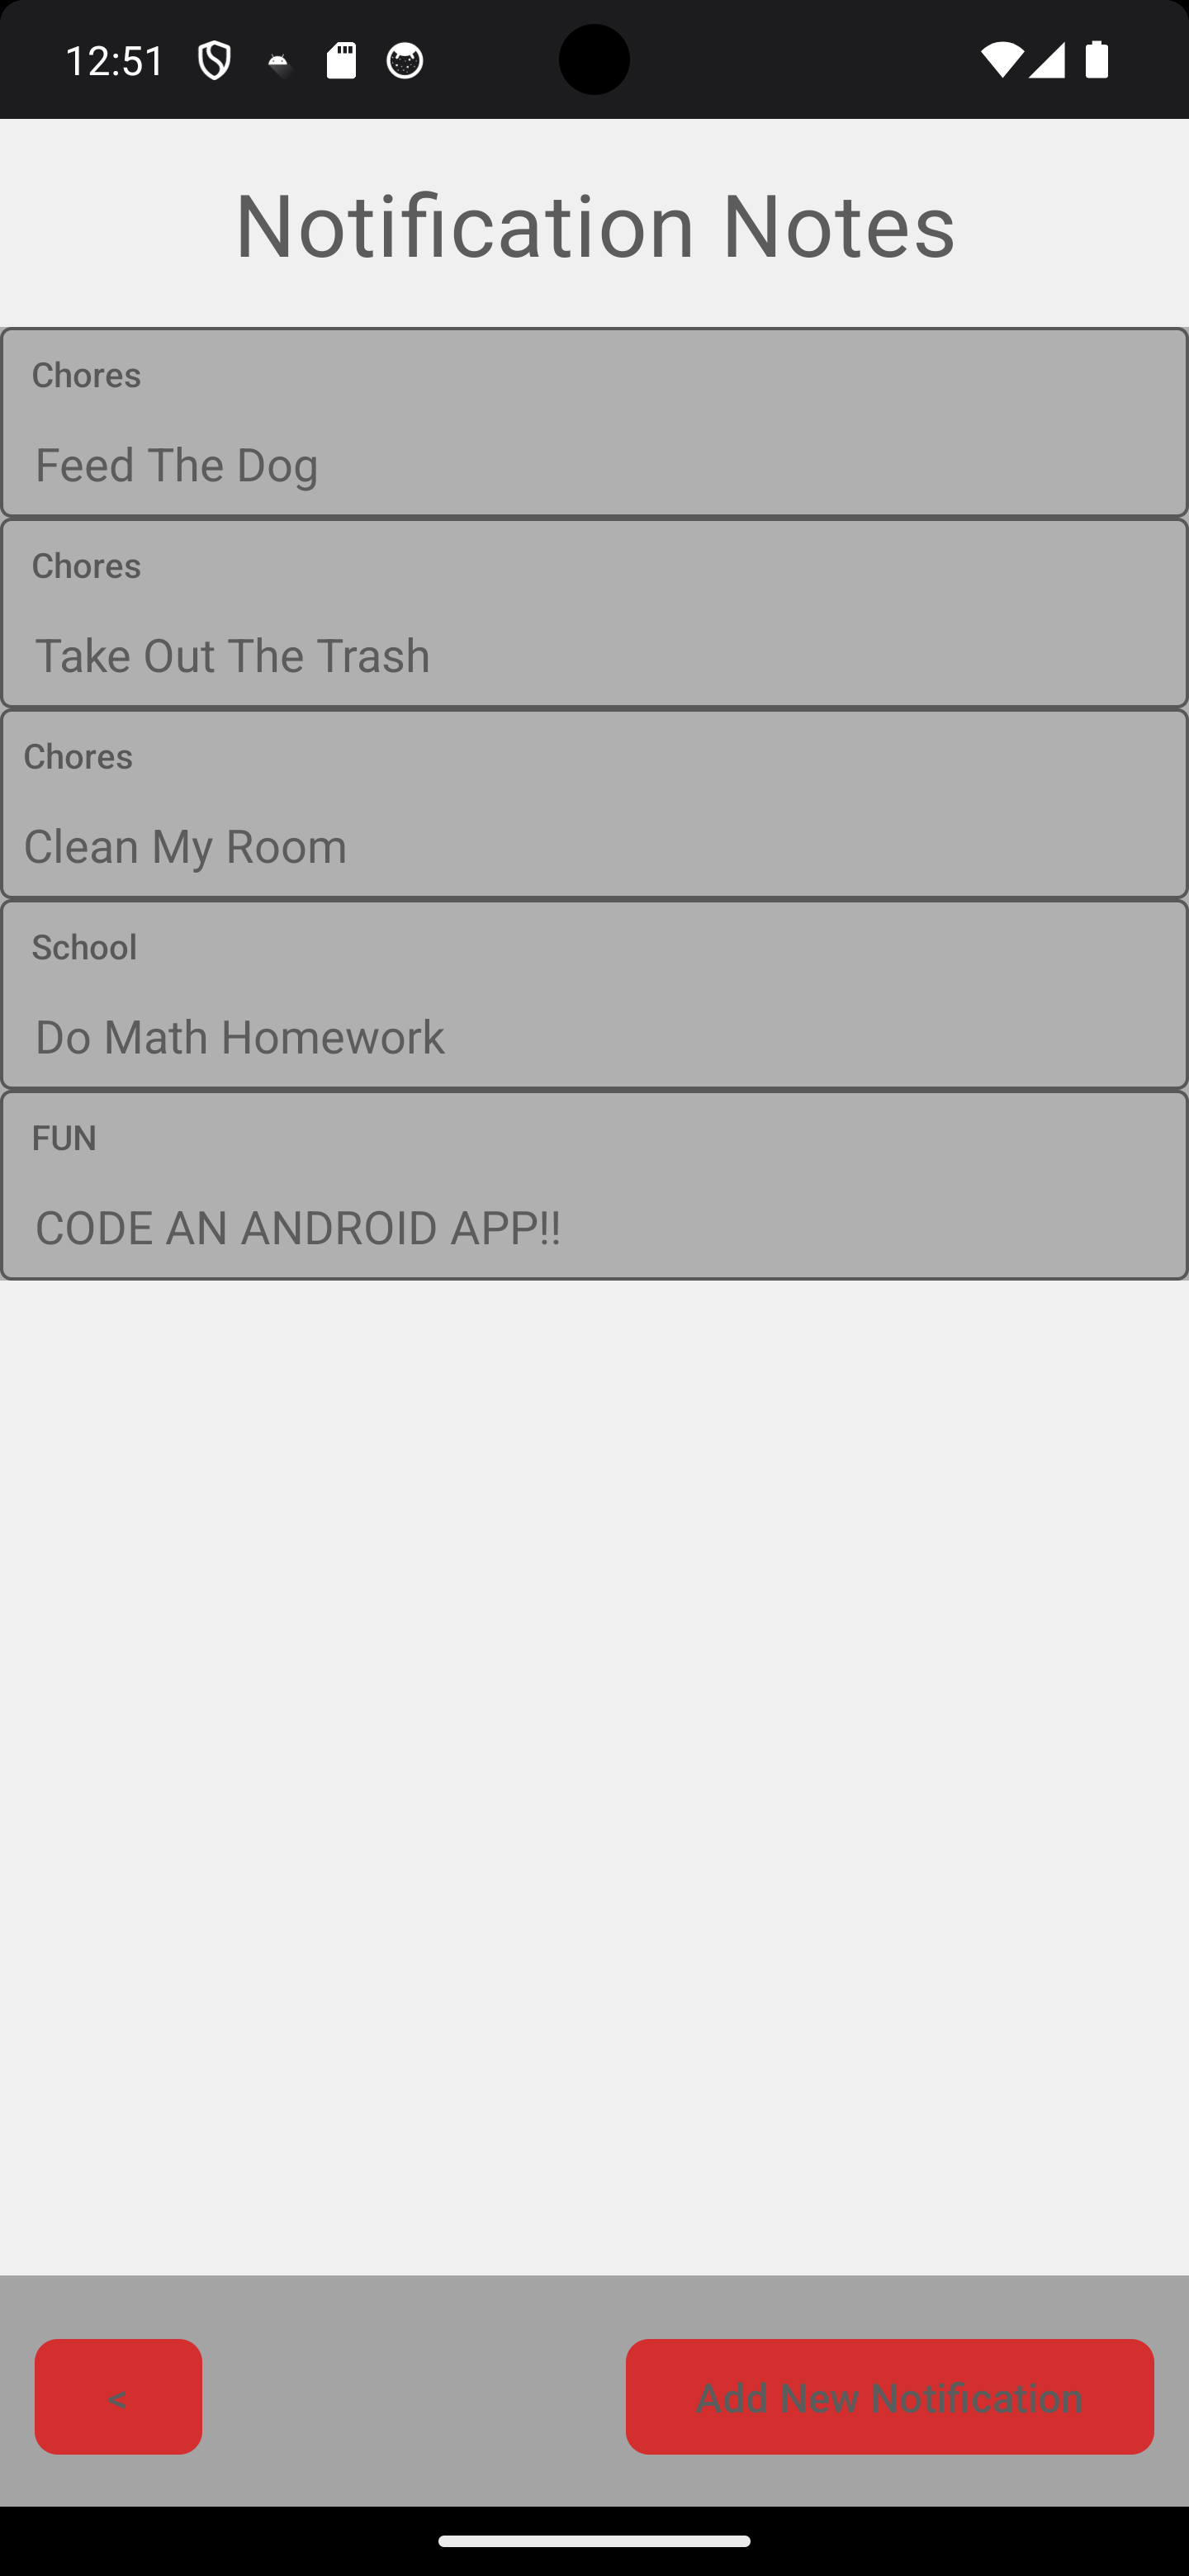 12:51
Notification Notes
Chores
Feed The Dog
Chores
Take Out The Trash
Chores
Clean My Room
School
Do Math Homework
FUN
CODE AN ANDROID APP!!
<
Add New Notification